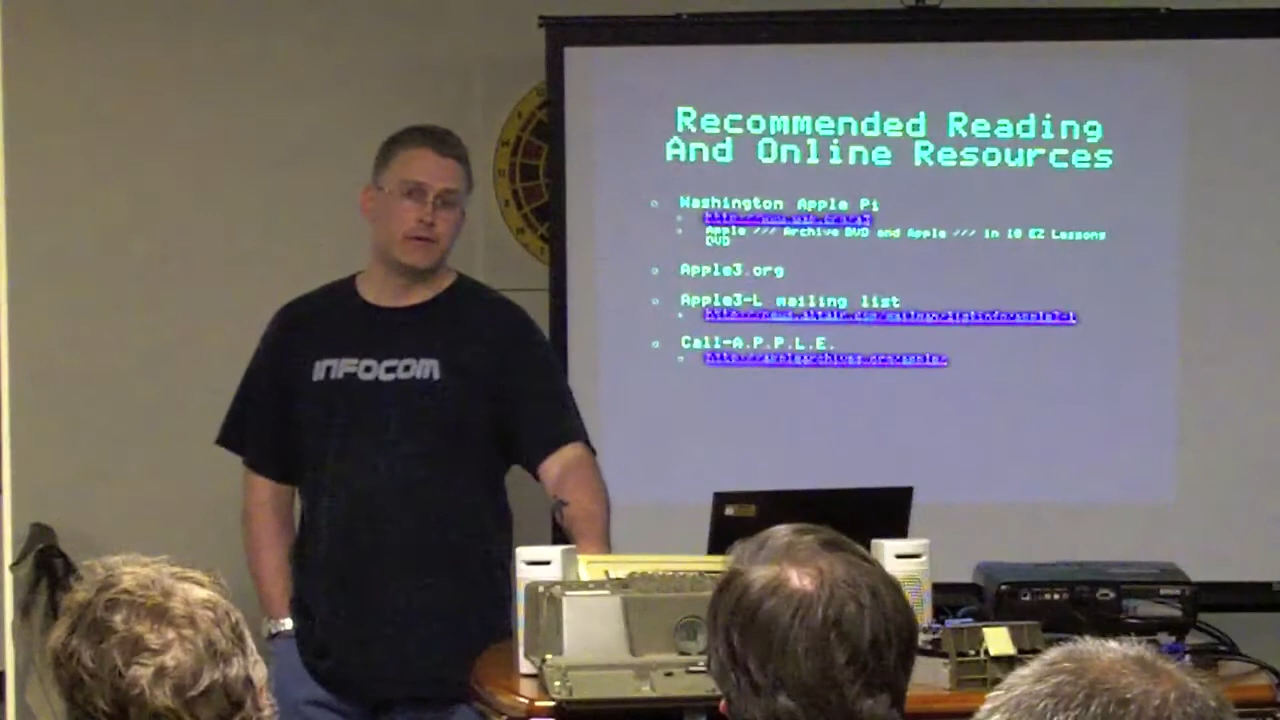 Recommended Reading
And Online Resources
Washington Apple Pi
Apple /// Archive DVD and Apple /// in 10 EZ Lessons
DVD
Apple3.org
Apple3-L mailing list
Call-A.P.P.L.E.
INFOCOM